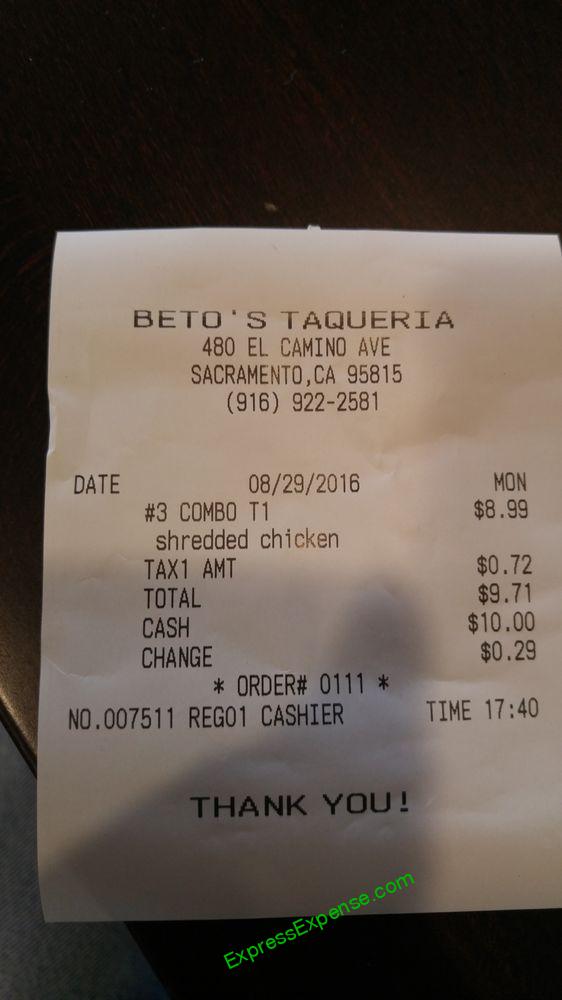 BETO'S TAQUERIA
480 EL CAMINO AVE
SACRAMENTO,CA 95815
(916) 922-2581
DATE 08/29/2016 MON
#3 COMBO T1 $8.99
shredded chicken
TAX1 AMT $0.72
TOTAL $9.71
CASH $10.00
CHANGE $0.29
* ORDER# 0111 *
NO.007511 REG01 CASHIER TIME 17:40
THANK YOU!
ExpressExpense.com